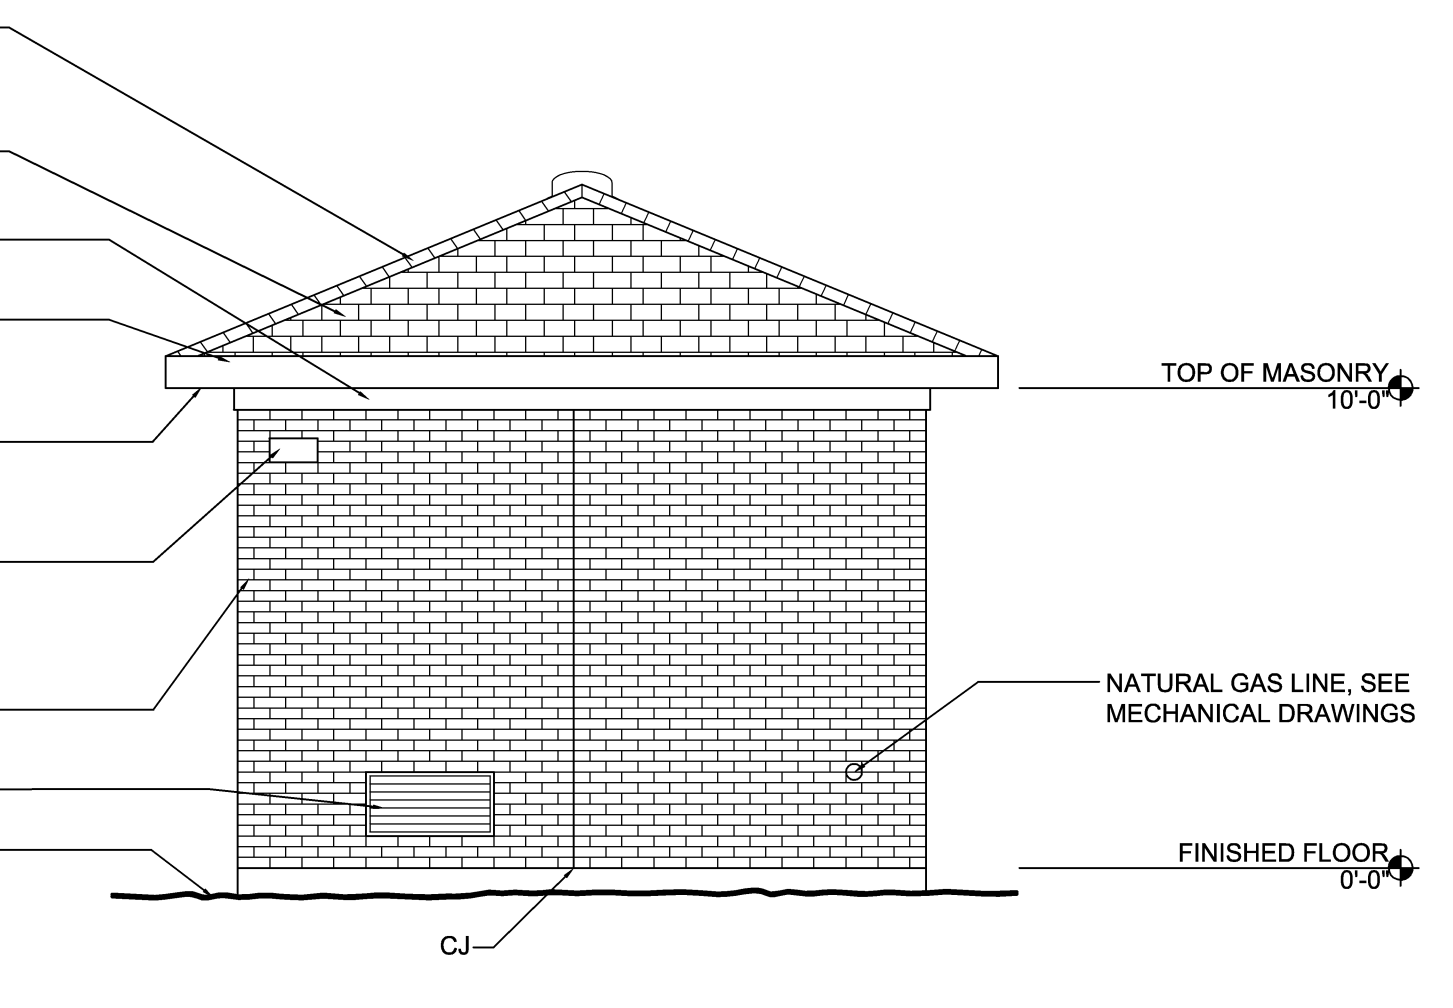 TOP OF MASONRY
10'-0"
NATURAL GAS LINE, SEE
MECHANICAL DRAWINGS
FINISHED FLOOR
0'-0"
CJ